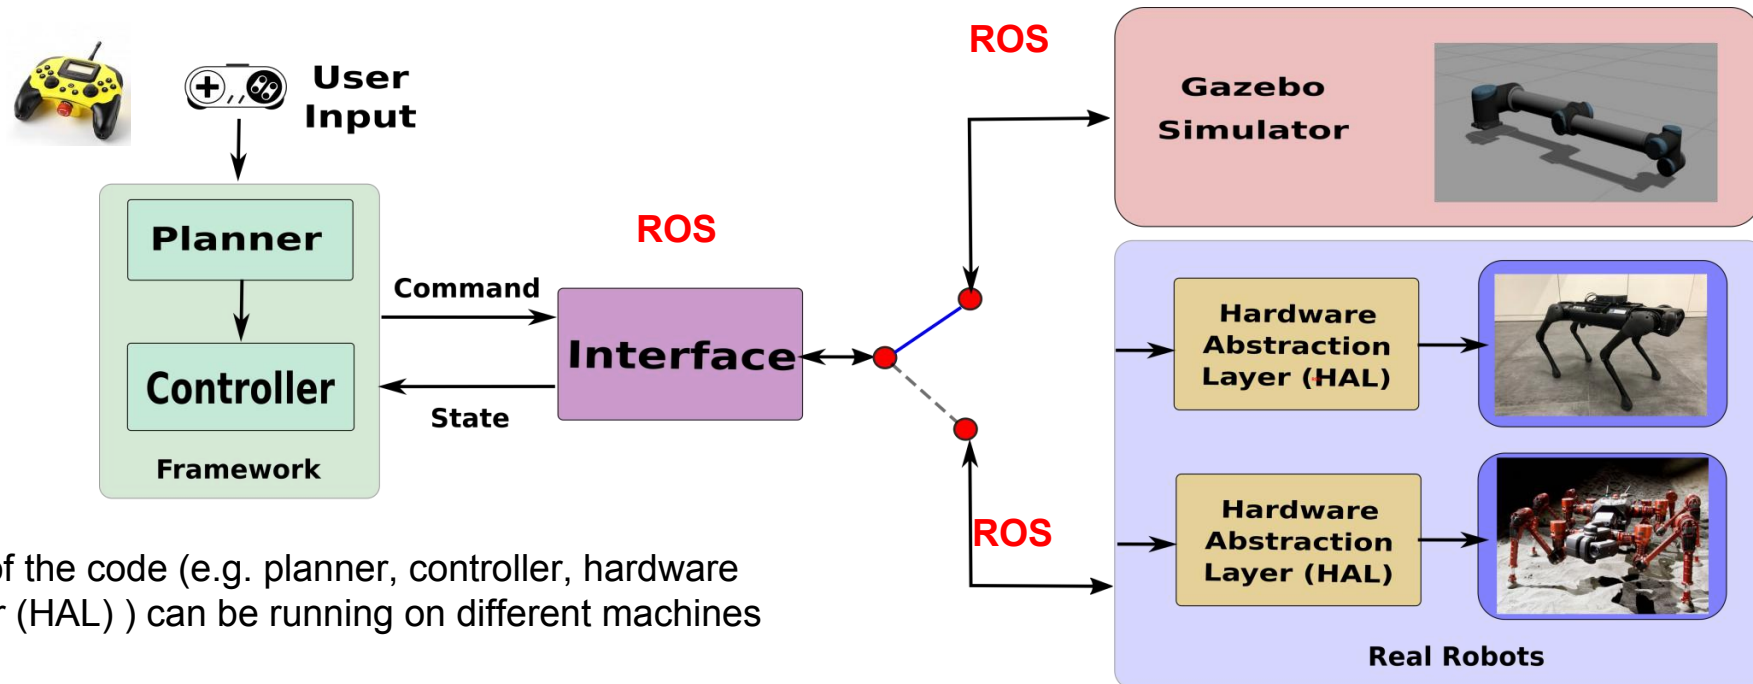 User
Input
Planner
Controller
Framework
Command
State
ROS
Interface
ROS
Gazebo
Simulator
Hardware
Abstraction
Layer (HAL)
ROS
Hardware
Abstraction
Layer (HAL)
Real Robots
of the code (e.g. planner, controller, hardware
(HAL) ) can be running on different machines